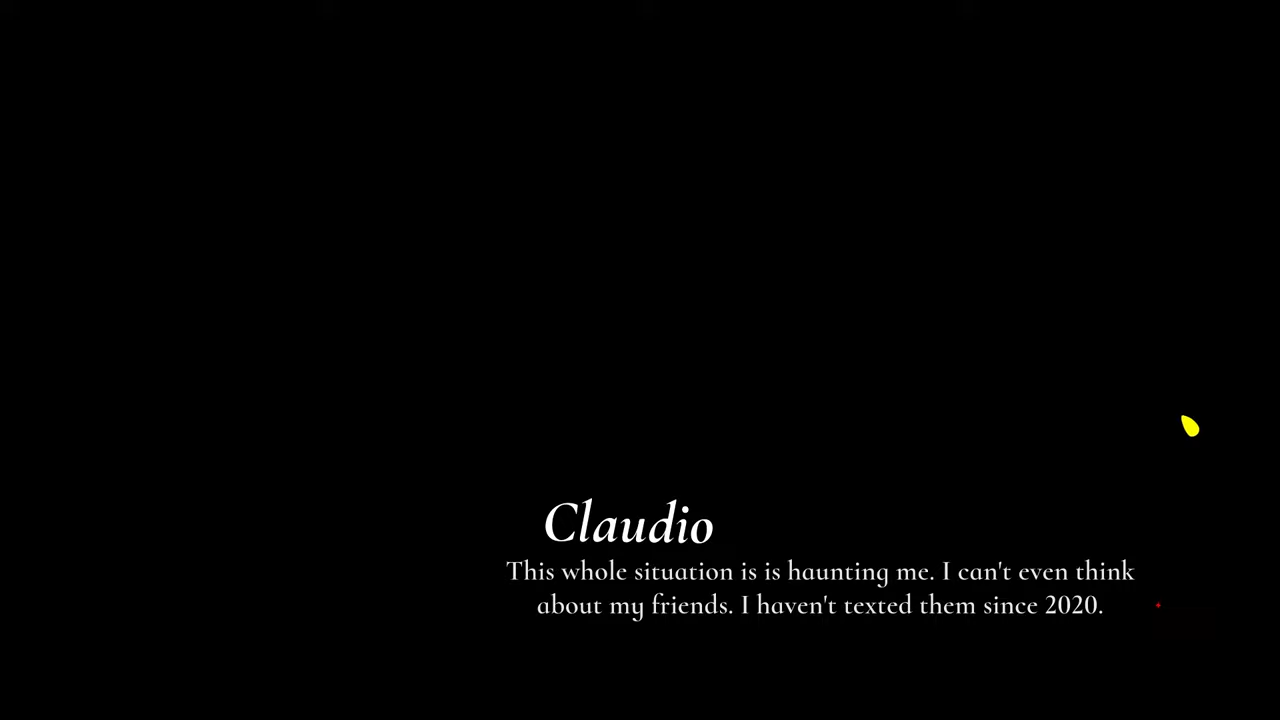 Claudio
This whole situation is is haunting me. I can't even think
about my friends. I haven't texted them since 2020.